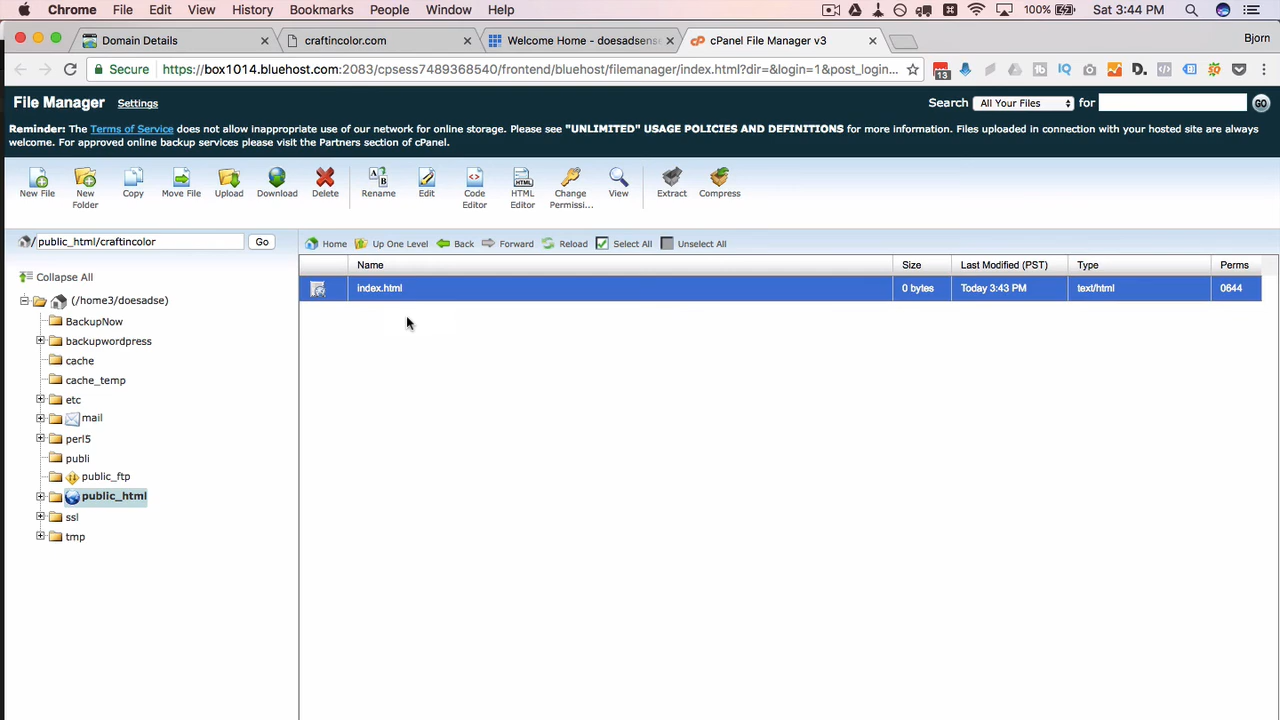 Chrome File Edit View History Bookmarks People Window Help 100% Sat 3:44 PM
Domain Details craftincolor.com Welcome Home - doesadsens cPanel File Manager v3 Bjorn
Secure https://box1014.bluehost.com:2083/cpsess7489368540/frontend/bluehost/filemanager/index.html?dir=&login=1&post_login... 13 D.
File Manager Settings Search All Your Files for GO
Reminder: The Terms of Service does not allow inappropriate use of our network for online storage. Please see "UNLIMITED" USAGE POLICIES AND DEFINITIONS for more information. Files uploaded in connection with your hosted site are always
welcome. For approved online backup services please visit the Partners section of cPanel.
New File New Folder Copy Move File Upload Download Delete Rename Edit Code Editor HTML Editor Change Permissi... View Extract Compress
/ public_html/craftincolor Go
Home Up One Level Back Forward Reload Select All Unselect All
Collapse All
Name Size Last Modified (PST) Type Perms
index.html 0 bytes Today 3:43 PM text/html 0644
(/home3/doesadse)
BackupNow
backupwordpress
cache
cache_temp
etc
mail
perl5
publi
public_ftp
public_html
ssl
tmp